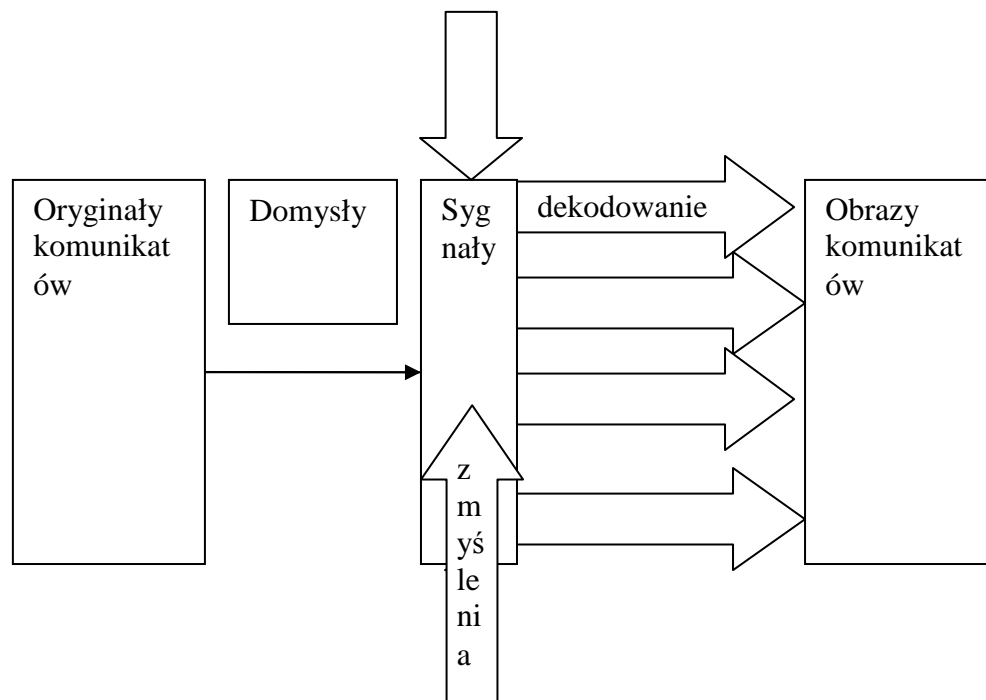 Oryginały
komunikat
ów
Domysły
Syg
nały
dekodowanie
Obrazy
komunikat
ów
z
m
yś
le
ni
a